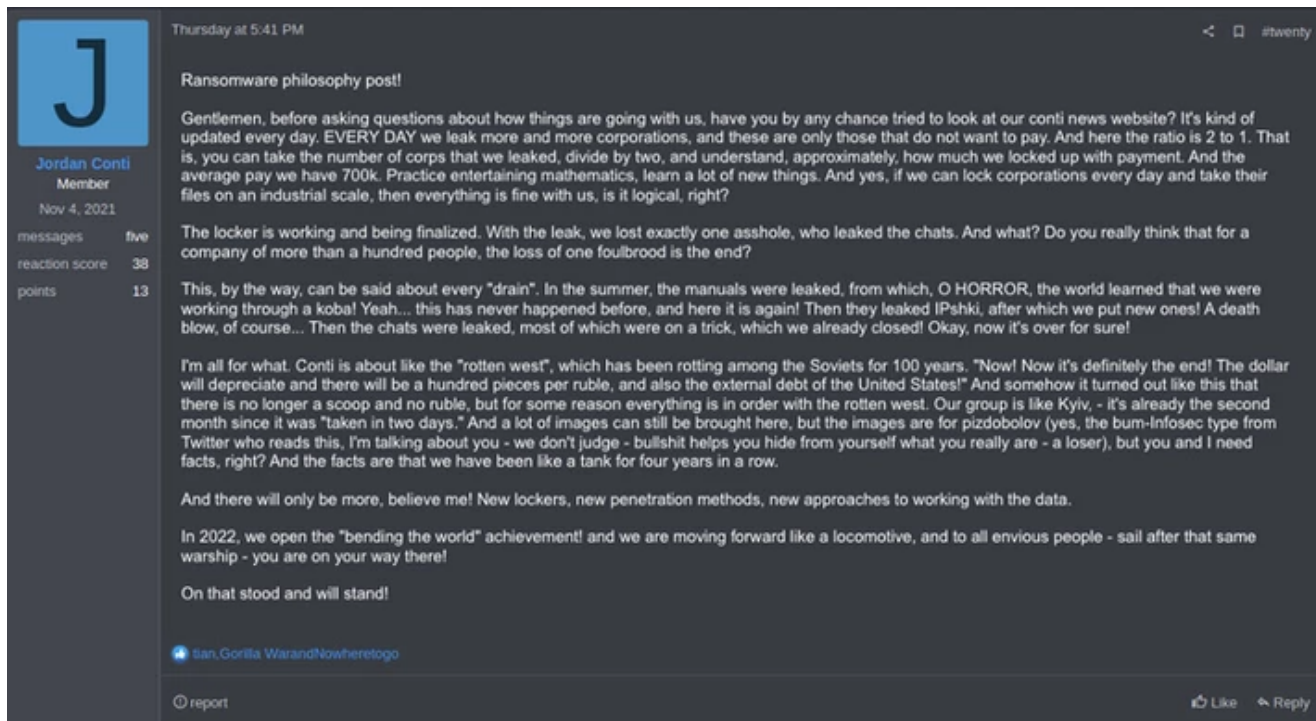 J
Jordan Conti
Member
Nov 4, 2021
messages five
reaction score 38
points 13
Thursday at 5:41 PM
#twenty
Ransomware philosophy post!
Gentlemen, before asking questions about how things are going with us, have you by any chance tried to look at our conti news website? It's kind of
updated every day. EVERY DAY we leak more and more corporations, and these are only those that do not want to pay. And here the ratio is 2 to 1. That
is, you can take the number of corps that we leaked, divide by two, and understand, approximately, how much we locked up with payment. And the
average pay we have 700k. Practice entertaining mathematics, learn a lot of new things. And yes, if we can lock corporations every day and take their
files on an industrial scale, then everything is fine with us, is it logical, right?
The locker is working and being finalized. With the leak, we lost exactly one asshole, who leaked the chats. And what? Do you really think that for a
company of more than a hundred people, the loss of one foulbrood is the end?
This, by the way, can be said about every "drain". In the summer, the manuals were leaked, from which, O HORROR, the world learned that we were
working through a koba! Yeah... this has never happened before, and here it is again! Then they leaked IPshki, after which we put new ones! A death
blow, of course... Then the chats were leaked, most of which were on a trick, which we already closed! Okay, now it's over for sure!
I'm all for what. Conti is about like the "rotten west", which has been rotting among the Soviets for 100 years. "Now! Now it's definitely the end! The dollar
will depreciate and there will be a hundred pieces per ruble, and also the external debt of the United States!" And somehow it turned out like this that
there is no longer a scoop and no ruble, but for some reason everything is in order with the rotten west. Our group is like Kyiv, - it's already the second
month since it was "taken in two days." And a lot of images can still be brought here, but the images are for pizdobolov (yes, the bum-Infosec type from
Twitter who reads this, I'm talking about you - we don't judge - bullshit helps you hide from yourself what you really are - a loser), but you and I need
facts, right? And the facts are that we have been like a tank for four years in a row.
And there will only be more, believe me! New lockers, new penetration methods, new approaches to working with the data.
In 2022, we open the "bending the world" achievement! and we are moving forward like a locomotive, and to all envious people - sail after that same
warship - you are on your way there!
On that stood and will stand!
tian,Gorilla WarandNowheretogo
report
Like Reply